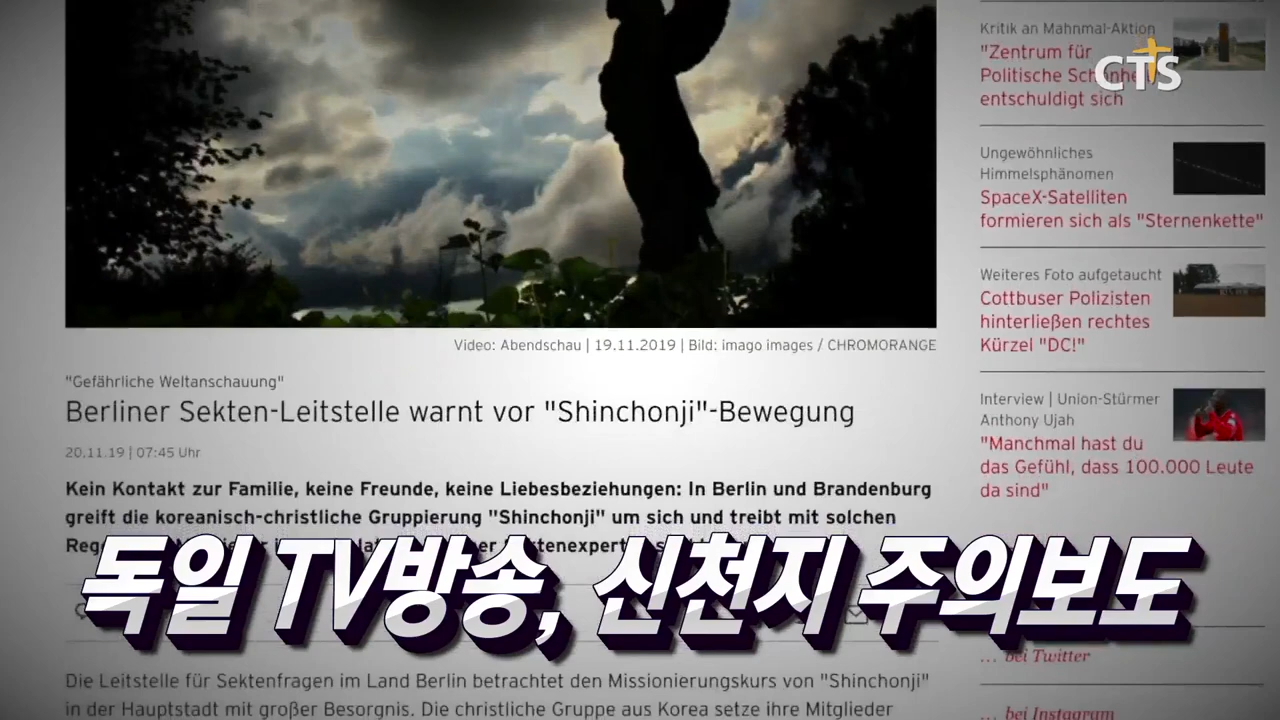 Kritik an Mahnmal-Aktion
"Zentrum für
Politische
entschuldigt sich
CTS
Ungewöhnliches
Himmelsphänomen
SpaceX-Satelliten
formieren sich als "Sternenkette"
Weiteres Foto aufgetaucht
Cottbuser Polizisten
hinterließen rechtes
Kürzel "DC!"
Interview | Union-Stürmer
Anthony Ujah
"Manchmal hast du
das Gefühl, dass 100.000 Leute
da sind"
Video: Abendschau | 19.11.2019 | Bild: imago images / CHROMORANGE
"Gefährliche Weltanschauung"
Berliner Sekten-Leitstelle warnt vor "Shinchonji"-Bewegung
20.11.19 | 07:45 Uhr
Kein Kontakt zur Familie, keine Freunde, keine Liebesbeziehungen: In Berlin und Brandenburg
greift die koreanisch-christliche Gruppierung "Shinchonji" um sich und treibt mit solchen
독일 TV방송, 신천지 주의보도
... bei Twitter
... bei Instagram
Die Leitstelle für Sektenfragen im Land Berlin betrachtet den Missionierungskurs von "Shinchonji"
in der Hauptstadt mit großer Besorgnis. Die christliche Gruppe aus Korea setze ihre Mitglieder